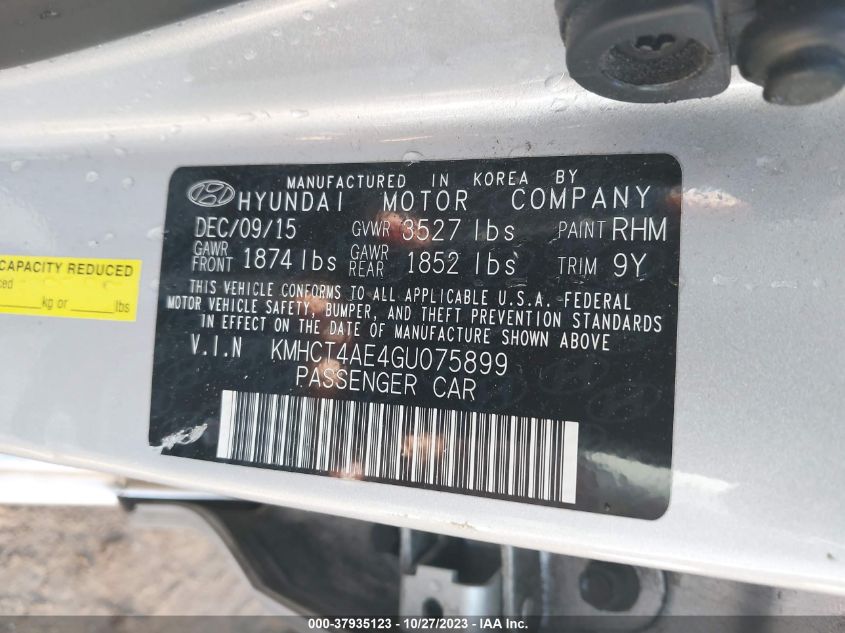 MANUFACTURED IN KOREA BY
HYUNDAI MOTOR COMPANY
DEC/09/15 GVWR 3527 lbs PAINT RHM
GAWR FRONT 1874 lbs GAWR REAR 1852 lbs TRIM 9Y
THIS VEHICLE CONFORMS TO ALL APPLICABLE U.S.A. FEDERAL
MOTOR VEHICLE SAFETY, BUMPER, AND THEFT PREVENTION STANDARDS
IN EFFECT ON THE DATE OF MANUFACTURE SHOWN ABOVE
V.I.N KMHCT4AE4GU075899
PASSENGER CAR
CAPACITY REDUCED
kg or lbs
000-37935123 - 10/27/2023 - IAA Inc.